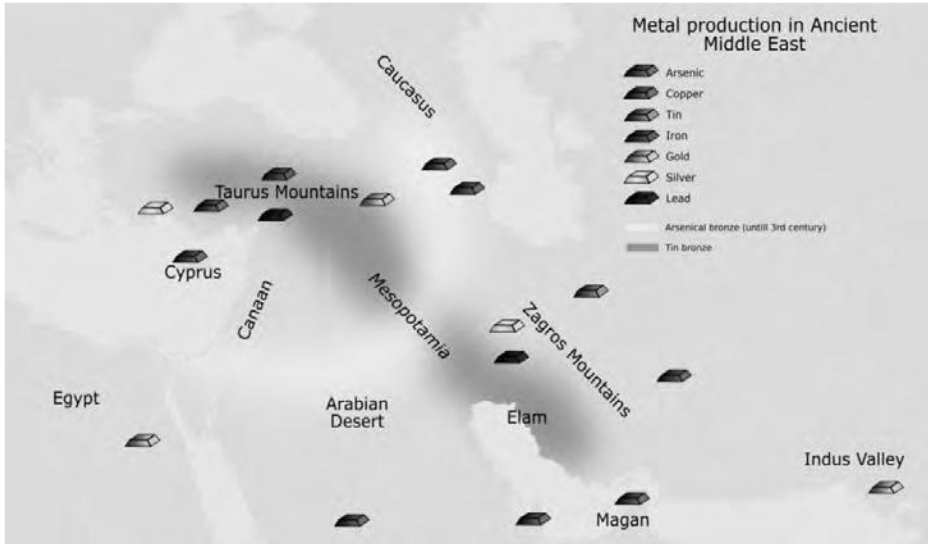 Metal production in Ancient
Middle East
Arsenic
Copper
Tin
Iron
Gold
Silver
Lead
Arsenical bronze (untill 3rd century)
Tin bronze
Caucasus
Taurus Mountains
Cyprus
Canaan
Mesopotamia
Zagros Mountains
Egypt
Arabian
Desert
Elam
Indus Valley
Magan